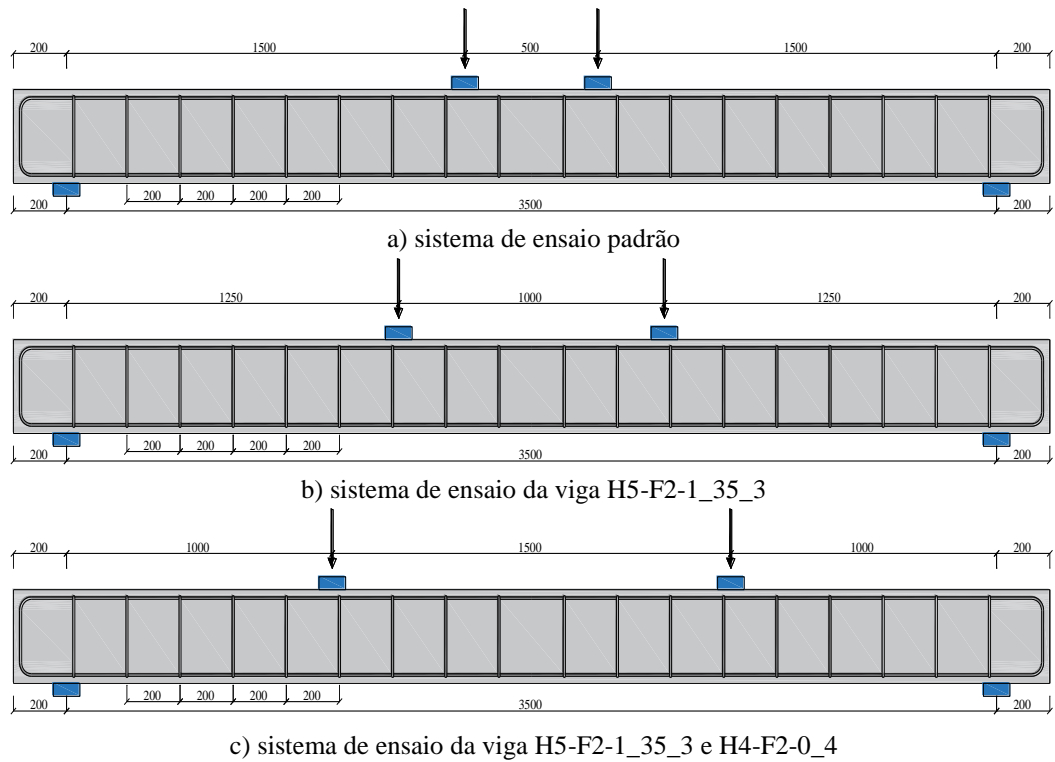 200 1500 500 1500 200
200 200 200 200
200 3500 200
a) sistema de ensaio padrão
200 1250 1000 1250 200
200 200 200 200
200 3500 200
b) sistema de ensaio da viga H5-F2-1_35_3
200 1000 1500 1000 200
200 200 200 200
200 3500 200
c) sistema de ensaio da viga H5-F2-1_35_3 e H4-F2-0_4